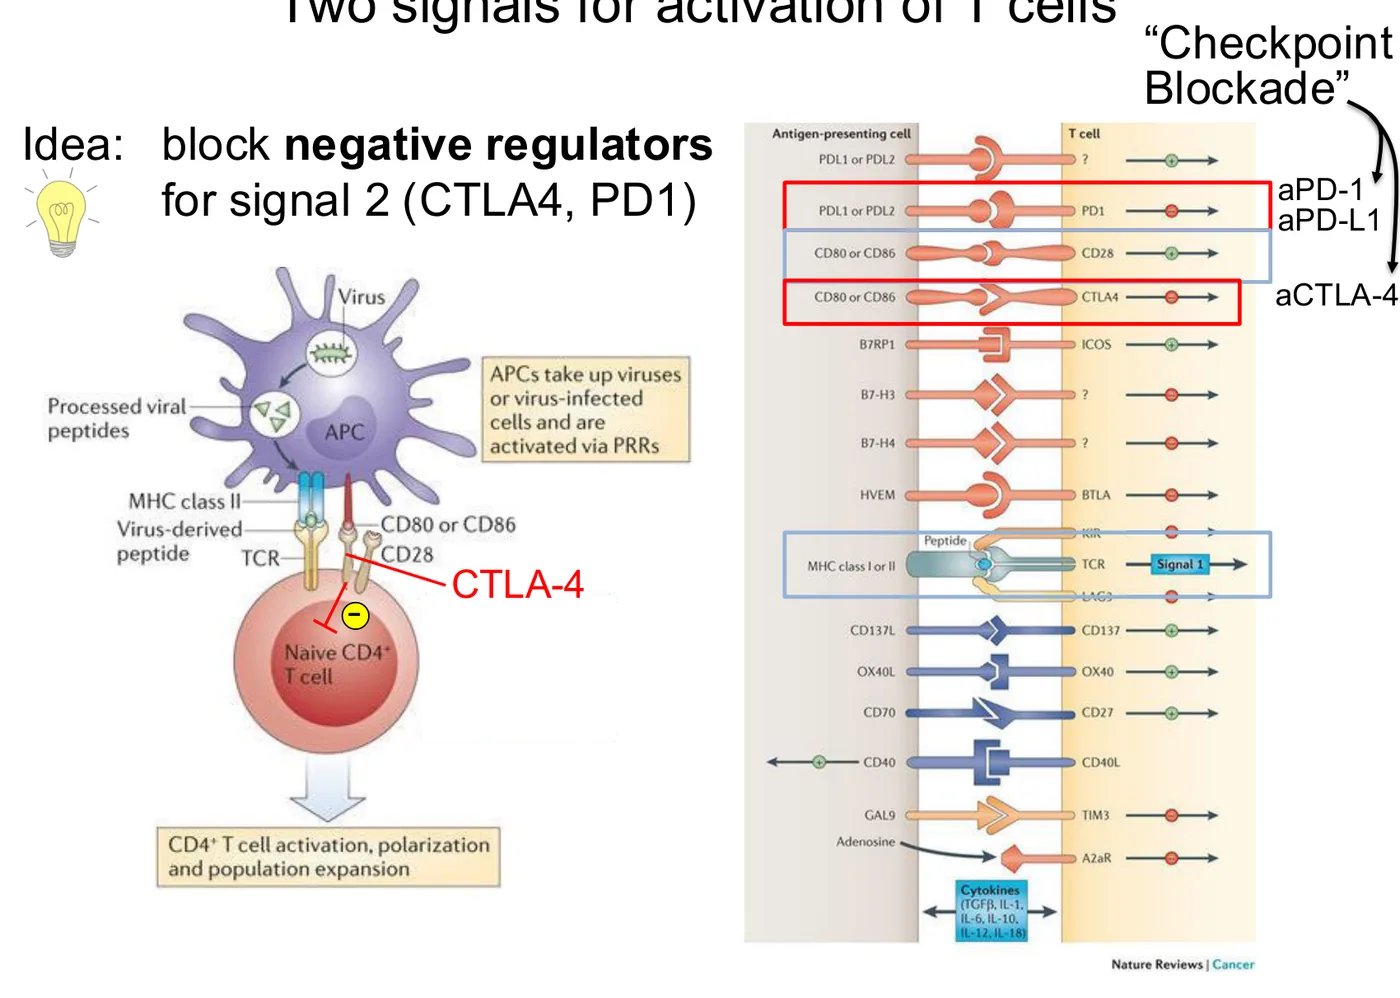 Two signals for activation of T cells
“Checkpoint
Blockade”
Idea: block negative regulators
for signal 2 (CTLA4, PD1)
Virus
Processed viral
peptides
APC
APCs take up viruses
or virus-infected
cells and are
activated via PRRs
MHC class II
Virus-derived
peptide
TCR
CD80 or CD86
CD28
CTLA-4
−
Naive CD4⁺
T cell
CD4⁺ T cell activation, polarization
and population expansion
Antigen-presenting cell T cell
PDL1 or PDL2 ? +
PDL1 or PDL2 PD1 −
aPD-1
aPD-L1
CD80 or CD86 CD28 +
CD80 or CD86 CTLA4 −
aCTLA-4
B7RP1 ICOS +
B7-H3 ? −
B7-H4 ? −
HVEM BTLA −
KIR −
Peptide
MHC class I or II TCR Signal 1
LAG3 −
CD137L CD137 +
OX40L OX40 +
CD70 CD27 +
+ CD40 CD40L
GAL9 TIM3 −
Adenosine A2aR −
Cytokines
(TGFβ, IL-1,
IL-6, IL-10,
IL-12, IL-18)
Nature Reviews | Cancer